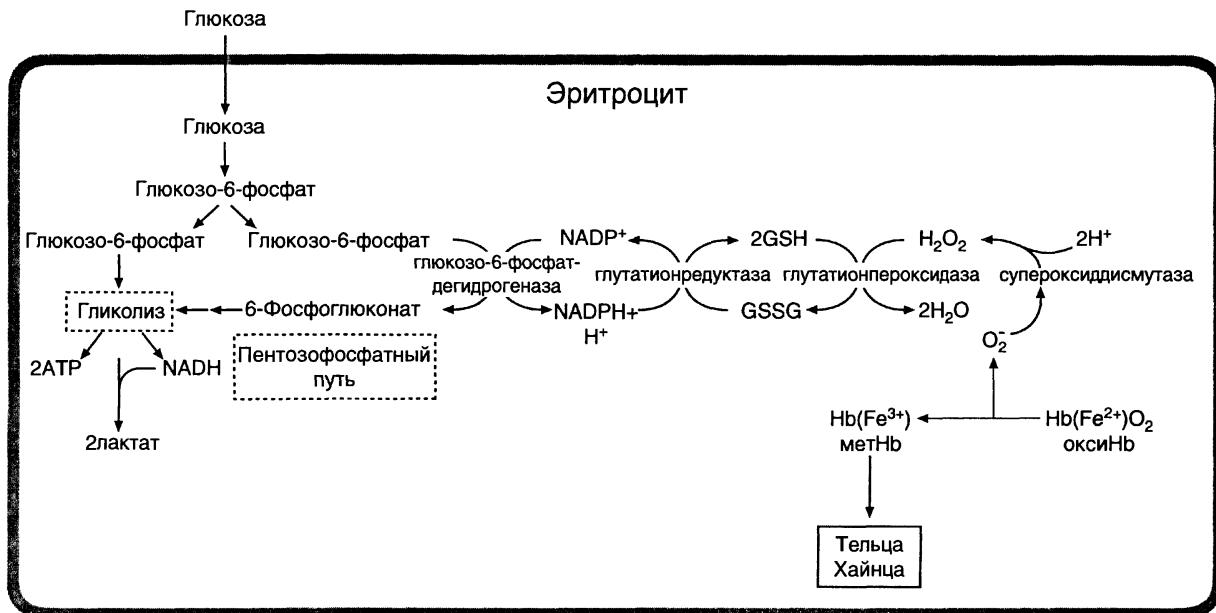 Глюкоза
Эритроцит
Глюкоза
Глюкозо-6-фосфат
Глюкозо-6-фосфат
Глюкозо-6-фосфат
NADP⁺
2GSH
H₂O₂
2H⁺
глюкозо-6-фосфат-
дегидрогеназа
глутатионредуктаза
глутатионпероксидаза
супероксиддисмутаза
Гликолиз
6-Фосфоглюконат
NADPH+
H⁺
GSSG
2H₂O
O₂⁻
2ATP
NADH
Пентозофосфатный
путь
2лактат
Hb(Fe³⁺)
метHb
Hb(Fe²⁺)O₂
оксиHb
Тельца
Хайнца